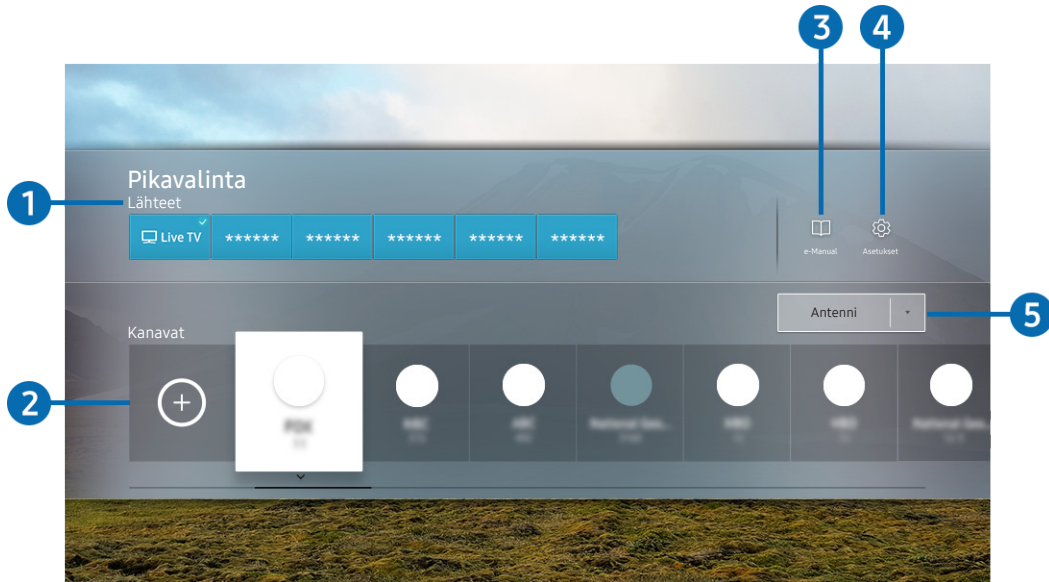 3
4
Pikavalinta
1
Lähteet
Live TV
******
******
******
******
******
e-Manual
Asetukset
Antenni
5
Kanavat
2